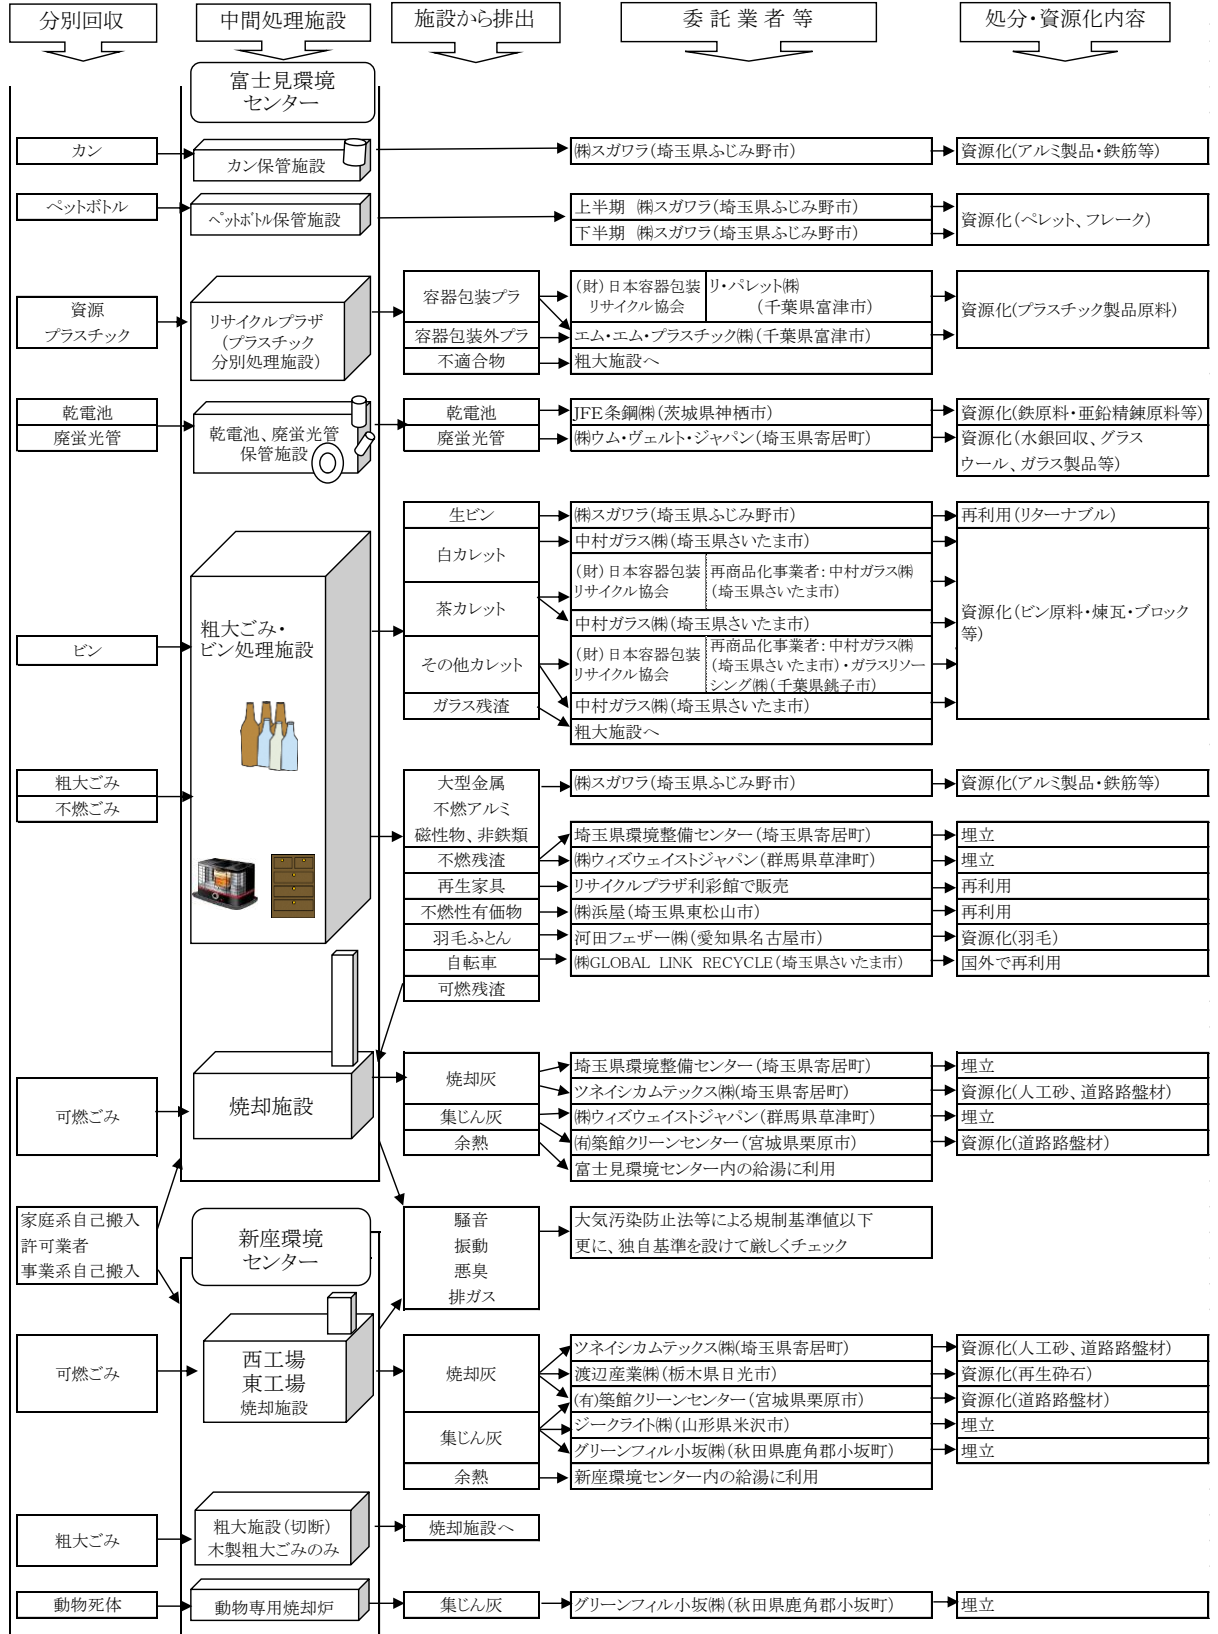 分別回収
中間処理施設
施設から排出
委託業者等
処分・資源化内容
富士見環境
センター
カン
カン保管施設
㈱スガワラ(埼玉県ふじみ野市)
資源化(アルミ製品・鉄筋等)
ペットボトル
ペットボトル保管施設
上半期 ㈱スガワラ(埼玉県ふじみ野市)
下半期 ㈱スガワラ(埼玉県ふじみ野市)
資源化(ペレット、フレーク)
資源
プラスチック
リサイクルプラザ
(プラスチック
分別処理施設)
容器包装プラ
(財)日本容器包装
リサイクル協会
リ・パレット㈱
(千葉県富津市)
資源化(プラスチック製品原料)
容器包装外プラ
エム・エム・プラスチック㈱(千葉県富津市)
不適合物
粗大施設へ
乾電池
廃蛍光管
乾電池、廃蛍光管
保管施設
乾電池
JFE条鋼㈱(茨城県神栖市)
資源化(鉄原料・亜鉛精錬原料等)
廃蛍光管
㈱ウム・ヴェルト・ジャパン(埼玉県寄居町)
資源化(水銀回収、グラス
ウール、ガラス製品等)
ビン
粗大ごみ・
ビン処理施設
生ビン
㈱スガワラ(埼玉県ふじみ野市)
再利用(リターナブル)
白カレット
中村ガラス㈱(埼玉県さいたま市)
(財)日本容器包装
リサイクル協会
再商品化事業者:中村ガラス㈱
(埼玉県さいたま市)
茶カレット
中村ガラス㈱(埼玉県さいたま市)
資源化(ビン原料・煉瓦・ブロック
等)
その他カレット
(財)日本容器包装
リサイクル協会
再商品化事業者:中村ガラス㈱
(埼玉県さいたま市)・ガラスリソー
シング㈱(千葉県銚子市)
ガラス残渣
中村ガラス㈱(埼玉県さいたま市)
粗大施設へ
粗大ごみ
不燃ごみ
大型金属
不燃アルミ
磁性物、非鉄類
㈱スガワラ(埼玉県ふじみ野市)
資源化(アルミ製品・鉄筋等)
埼玉県環境整備センター(埼玉県寄居町)
埋立
不燃残渣
㈱ウィズウェイストジャパン(群馬県草津町)
埋立
再生家具
リサイクルプラザ利彩館で販売
再利用
不燃性有価物
㈱浜屋(埼玉県東松山市)
再利用
羽毛ふとん
河田フェザー㈱(愛知県名古屋市)
資源化(羽毛)
自転車
㈱GLOBAL LINK RECYCLE(埼玉県さいたま市)
国外で再利用
可燃残渣
可燃ごみ
焼却施設
焼却灰
埼玉県環境整備センター(埼玉県寄居町)
埋立
ツネイシカムテックス㈱(埼玉県寄居町)
資源化(人工砂、道路路盤材)
集じん灰
㈱ウィズウェイストジャパン(群馬県草津町)
埋立
余熱
㈲築館クリーンセンター(宮城県栗原市)
資源化(道路路盤材)
富士見環境センター内の給湯に利用
家庭系自己搬入
許可業者
事業系自己搬入
新座環境
センター
騒音
振動
悪臭
排ガス
大気汚染防止法等による規制基準値以下
更に、独自基準を設けて厳しくチェック
可燃ごみ
西工場
東工場
焼却施設
焼却灰
ツネイシカムテックス㈱(埼玉県寄居町)
資源化(人工砂、道路路盤材)
渡辺産業㈱(栃木県日光市)
資源化(再生砕石)
(有)築館クリーンセンター(宮城県栗原市)
資源化(道路路盤材)
集じん灰
ジークライト㈱(山形県米沢市)
埋立
グリーンフィル小坂㈱(秋田県鹿角郡小坂町)
埋立
余熱
新座環境センター内の給湯に利用
粗大ごみ
粗大施設(切断)
木製粗大ごみのみ
焼却施設へ
動物死体
動物専用焼却炉
集じん灰
グリーンフィル小坂㈱(秋田県鹿角郡小坂町)
埋立